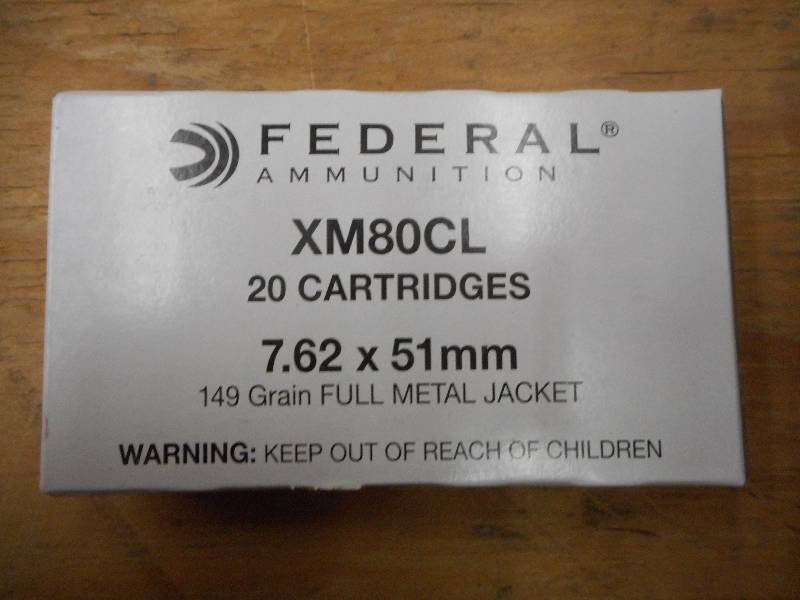 FEDERAL®
AMMUNITION
XM80CL
20 CARTRIDGES
7.62 x 51mm
149 Grain FULL METAL JACKET
WARNING: KEEP OUT OF REACH OF CHILDREN